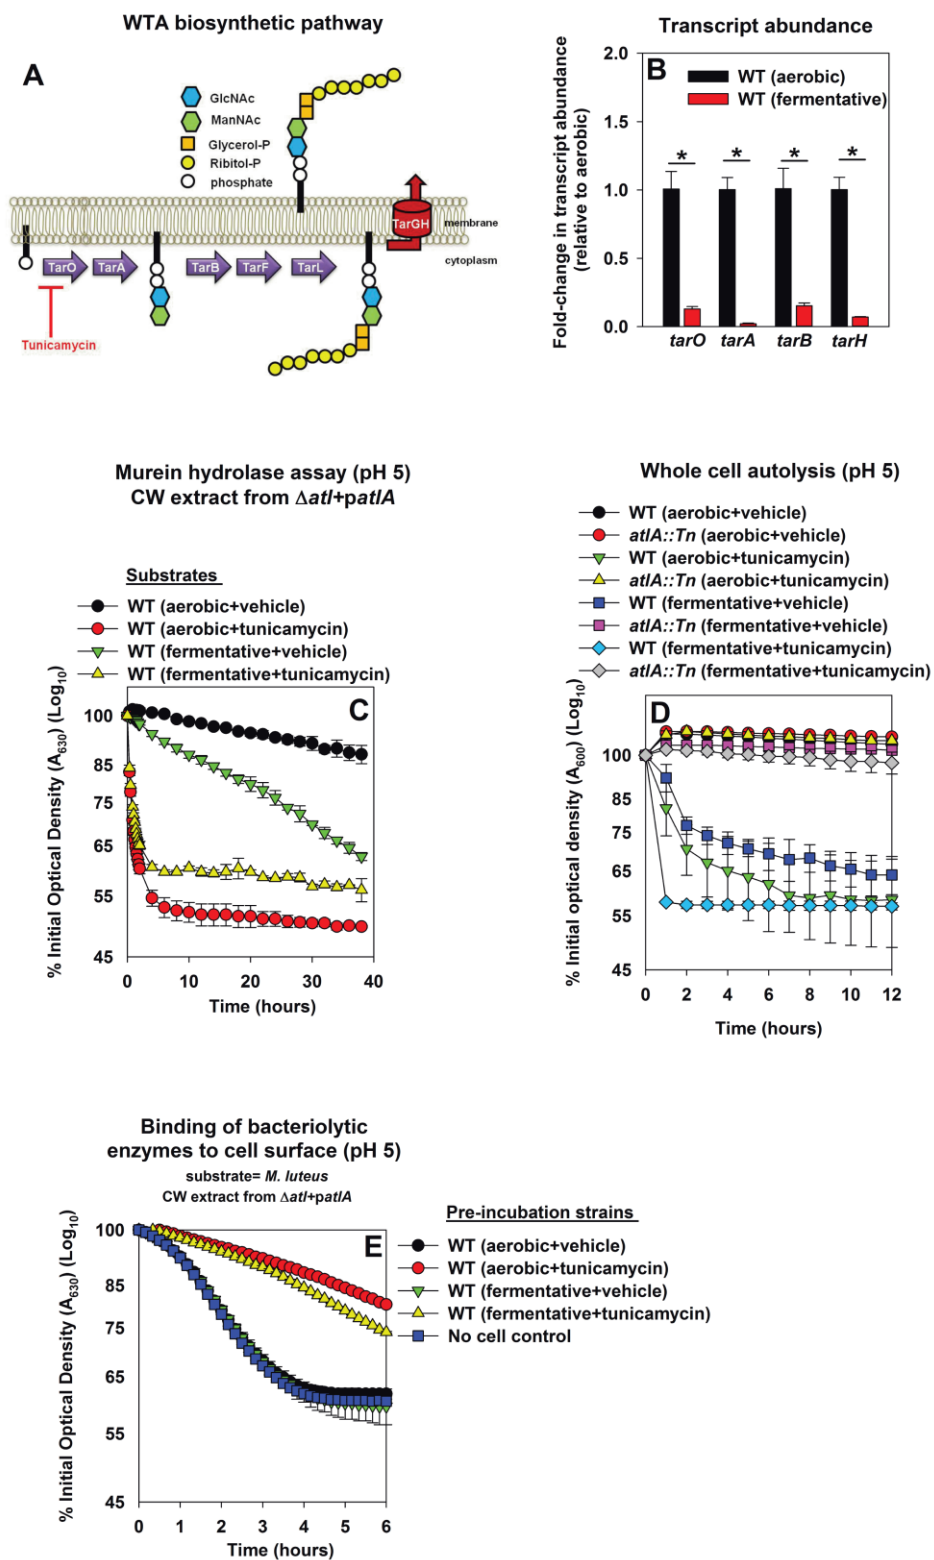 WTA biosynthetic pathway
A
GlcNAc
ManNAc
Glycerol-P
Ribitol-P
phosphate
TarGH
membrane
cytoplasm
TarO
TarA
TarB
TarF
TarL
Tunicamycin
Transcript abundance
B
WT (aerobic)
WT (fermentative)
Fold-change in transcript abundance
(relative to aerobic)
2.0
1.5
1.0
0.5
0.0
* * * *
tarO tarA tarB tarH
Murein hydrolase assay (pH 5)
CW extract from Δatl+patlA
Substrates
WT (aerobic+vehicle)
WT (aerobic+tunicamycin)
WT (fermentative+vehicle)
WT (fermentative+tunicamycin)
C
% Initial Optical Density (A630) (Log10)
100
85
75
65
55
45
0 10 20 30 40
Time (hours)
Whole cell autolysis (pH 5)
WT (aerobic+vehicle)
atlA::Tn (aerobic+vehicle)
WT (aerobic+tunicamycin)
atlA::Tn (aerobic+tunicamycin)
WT (fermentative+vehicle)
atlA::Tn (fermentative+vehicle)
WT (fermentative+tunicamycin)
atlA::Tn (fermentative+tunicamycin)
D
% Initial optical density (A600) (Log10)
100
85
75
65
55
45
0 2 4 6 8 10 12
Time (hours)
Binding of bacteriolytic
enzymes to cell surface (pH 5)
substrate= M. luteus
CW extract from Δatl+patlA
Pre-incubation strains
WT (aerobic+vehicle)
WT (aerobic+tunicamycin)
WT (fermentative+vehicle)
WT (fermentative+tunicamycin)
No cell control
E
% Initial Optical Density (A630) (Log10)
100
85
75
65
55
45
0 1 2 3 4 5 6
Time (hours)